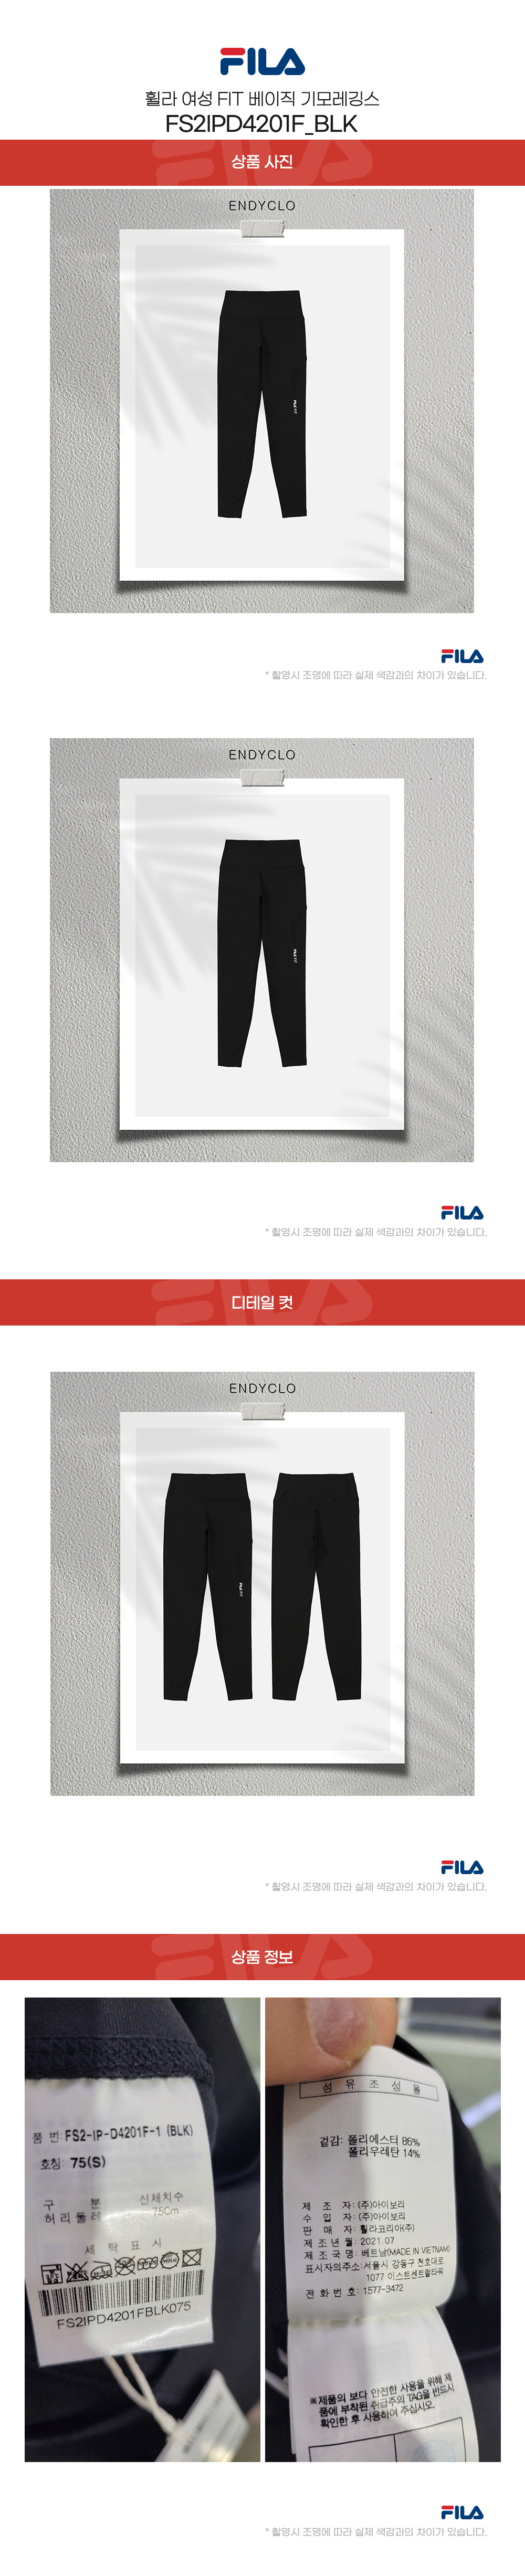 FILA
휠라 여성 FIT 베이직 기모레깅스
FS2IPD4201F_BLK
상품 사진
ENDYCLO
FILA FIT
FILA
* 촬영시 조명에 따라 실제 색감과의 차이가 있습니다.
ENDYCLO
FILA FIT
FILA
* 촬영시 조명에 따라 실제 색감과의 차이가 있습니다.
디테일 컷
ENDYCLO
FILA FIT
FILA
* 촬영시 조명에 따라 실제 색감과의 차이가 있습니다.
상품 정보
품 번: FS2-IP-D4201F-1 (BLK)
호칭: 75(S)
구 분 신체치수
허리둘레 75Cm
세 탁 표 시
FS2IPD4201FBLK075
섬 유 조 성 율
겉감: 폴리에스터 86%
폴리우레탄 14%
제 조 자: (주)아이보리
수 입 자: (주)아이보리
판 매 자: 휠라코리아(주)
제 조 년 월: 2021.07
제 조 국 명: 베트남(MADE IN VIETNAM)
표시자의주소: 서울시 강동구 천호대로
1077 이스트센트럴타워
전 화 번 호: 1577-3472
※제품의 보다 안전한 사용을 위해 제
품에 부착된 취급주의 TAG을 반드시
확인한 후 사용하여 주십시오.
FILA
* 촬영시 조명에 따라 실제 색감과의 차이가 있습니다.